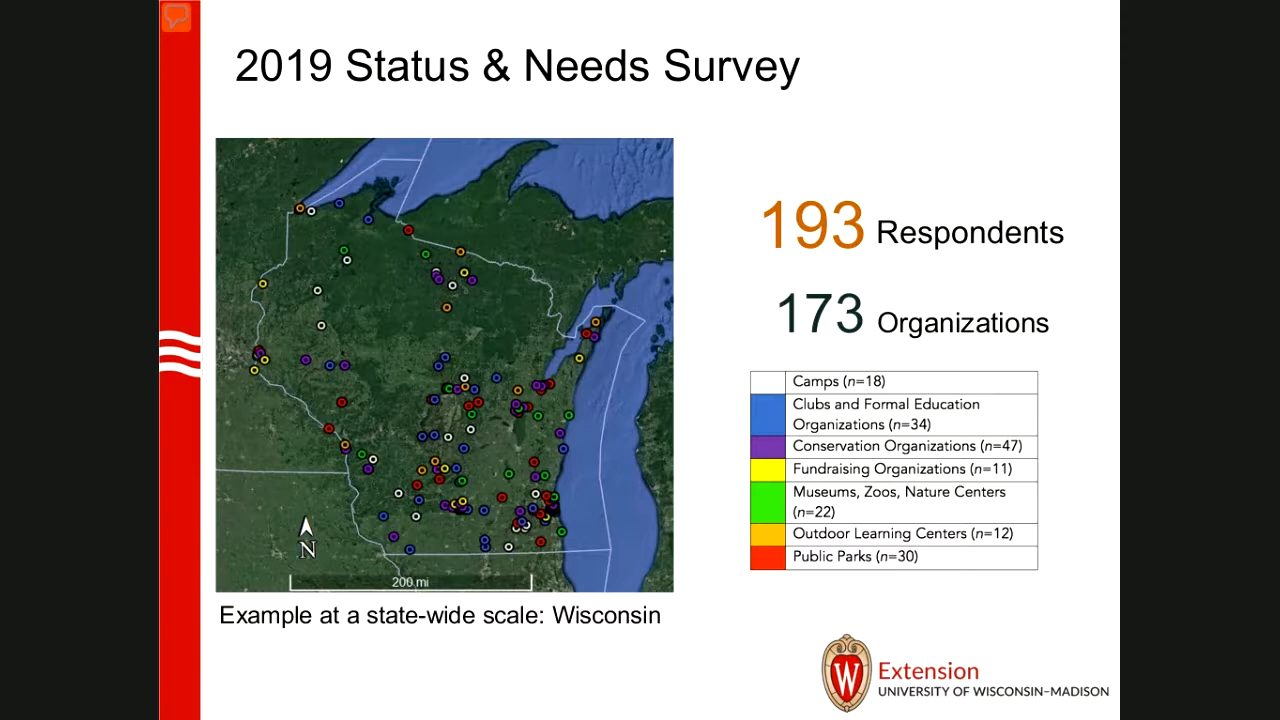 2019 Status & Needs Survey
193 Respondents
173 Organizations
Camps (n=18)
Clubs and Formal Education
Organizations (n=34)
Conservation Organizations (n=47)
Fundraising Organizations (n=11)
Museums, Zoos, Nature Centers
(n=22)
Outdoor Learning Centers (n=12)
Public Parks (n=30)
N
200 mi
Example at a state-wide scale: Wisconsin
W
Extension
UNIVERSITY OF WISCONSIN–MADISON